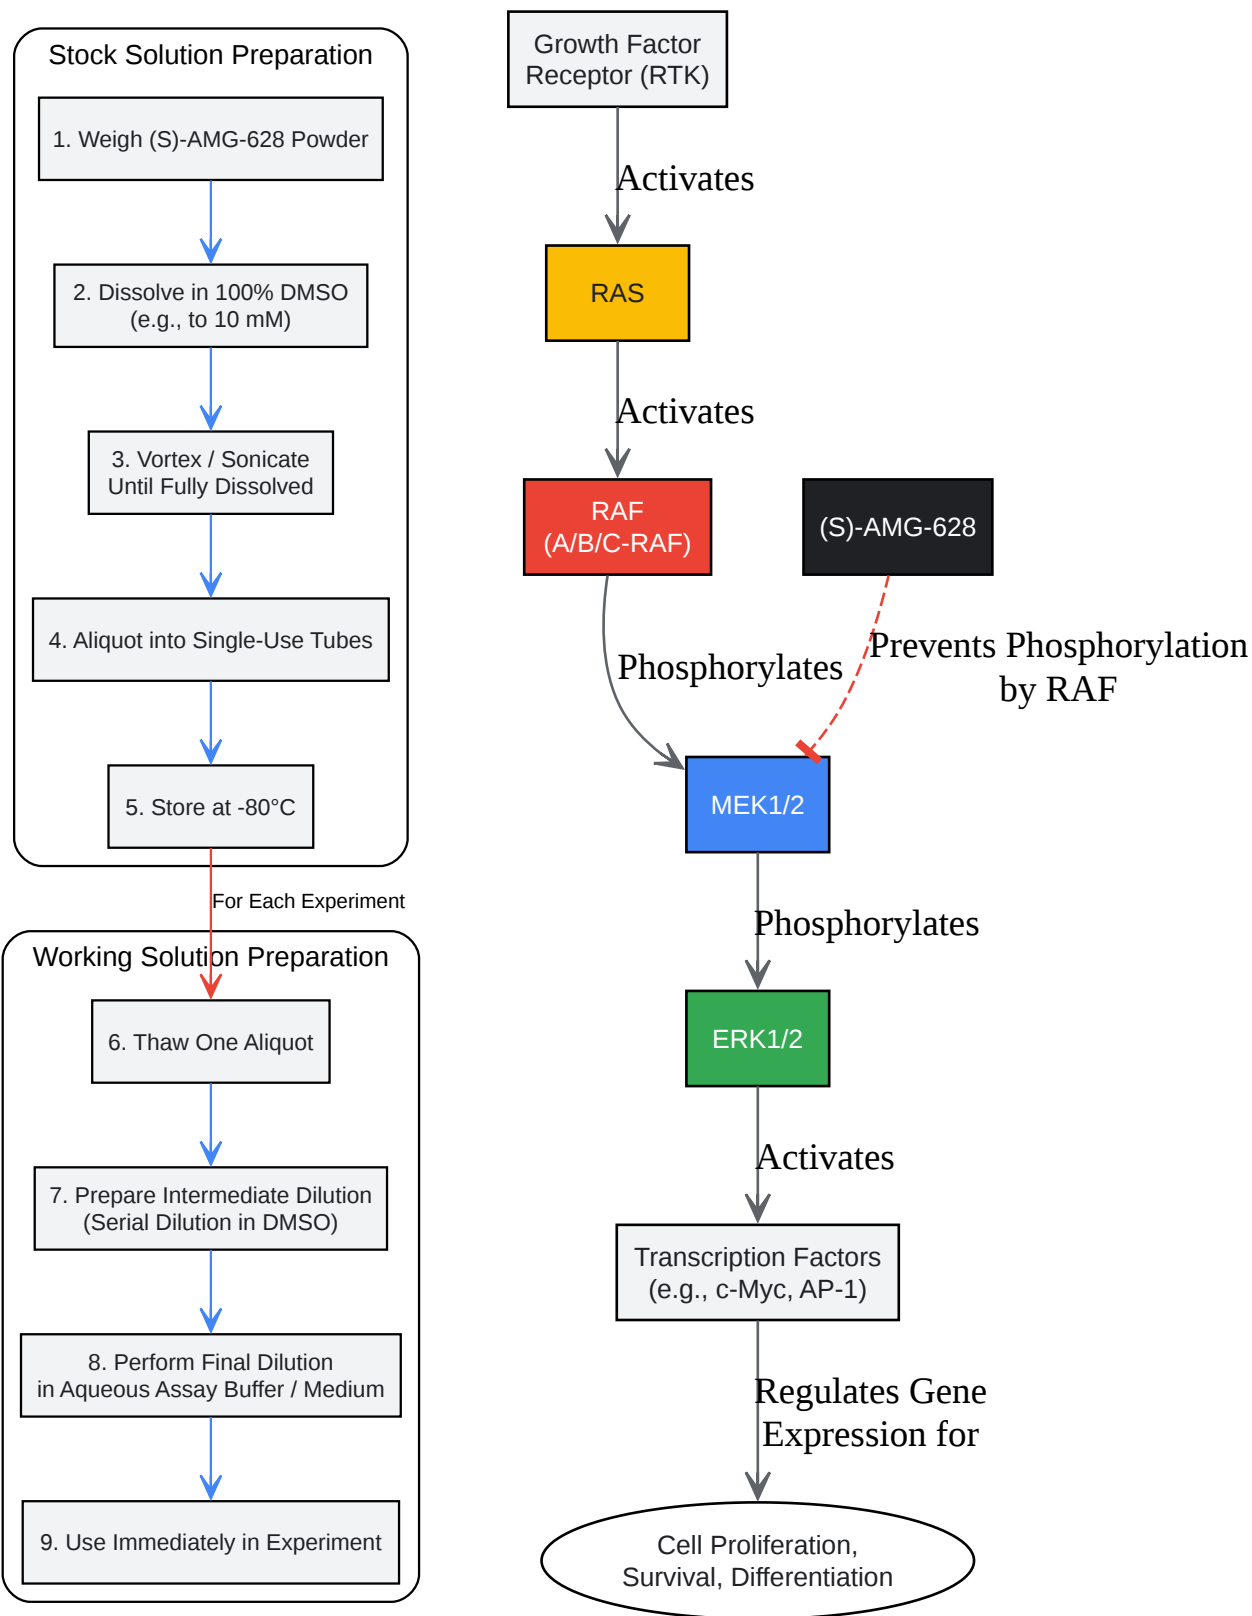 Stock Solution Preparation
1. Weigh (S)-AMG-628 Powder
2. Dissolve in 100% DMSO
(e.g., to 10 mM)
3. Vortex / Sonicate
Until Fully Dissolved
4. Aliquot into Single-Use Tubes
5. Store at -80°C
For Each Experiment
Working Solution Preparation
6. Thaw One Aliquot
7. Prepare Intermediate Dilution
(Serial Dilution in DMSO)
8. Perform Final Dilution
in Aqueous Assay Buffer / Medium
9. Use Immediately in Experiment
Growth Factor
Receptor (RTK)
Activates
RAS
Activates
RAF
(A/B/C-RAF)
(S)-AMG-628
Phosphorylates
Prevents Phosphorylation
by RAF
MEK1/2
Phosphorylates
ERK1/2
Activates
Transcription Factors
(e.g., c-Myc, AP-1)
Regulates Gene
Expression for
Cell Proliferation,
Survival, Differentiation